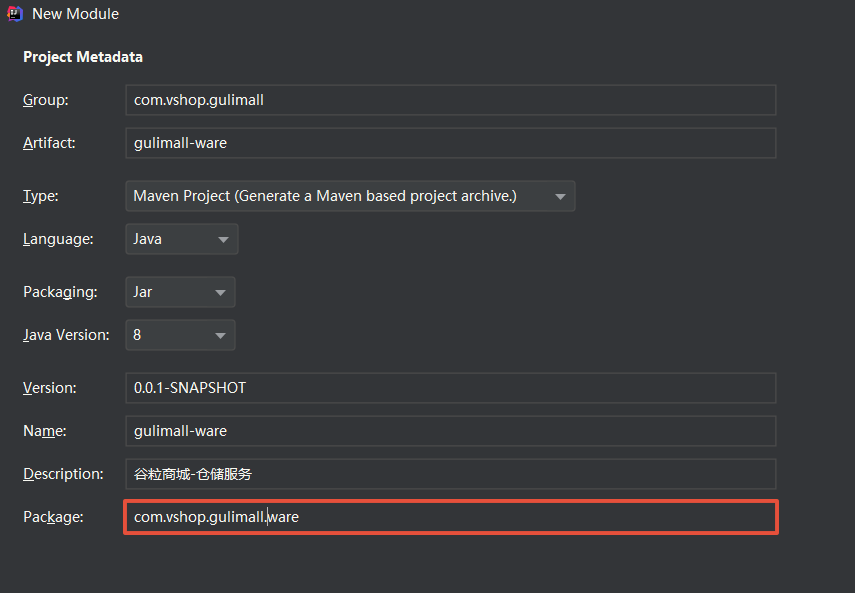 New Module
Project Metadata
Group: com.vshop.gulimall
Artifact: gulimall-ware
Type: Maven Project (Generate a Maven based project archive.)
Language: Java
Packaging: Jar
Java Version: 8
Version: 0.0.1-SNAPSHOT
Name: gulimall-ware
Description: 谷粒商城-仓储服务
Package: com.vshop.gulimall.ware